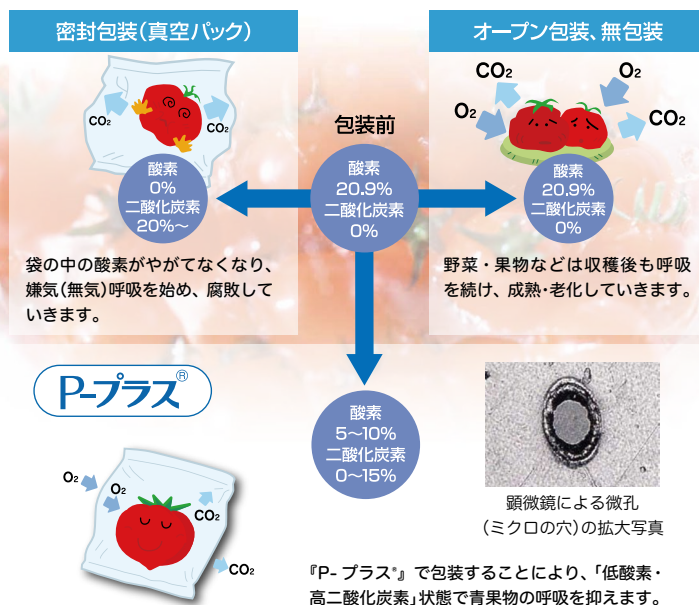 密封包装(真空パック)
CO₂
CO₂
酸素
0%
二酸化炭素
20%~
袋の中の酸素がやがてなくなり、
嫌気(無気)呼吸を始め、腐敗して
いきます。
包装前
酸素
20.9%
二酸化炭素
0%
オープン包装、無包装
CO₂
O₂
O₂
CO₂
酸素
20.9%
二酸化炭素
0%
野菜・果物などは収穫後も呼吸
を続け、成熟・老化していきます。
P-プラス®
O₂
O₂
CO₂
CO₂
酸素
5~10%
二酸化炭素
0~15%
顕微鏡による微孔
(ミクロの穴)の拡大写真
『P-プラス®』で包装することにより、「低酸素・
高二酸化炭素」状態で青果物の呼吸を抑えます。